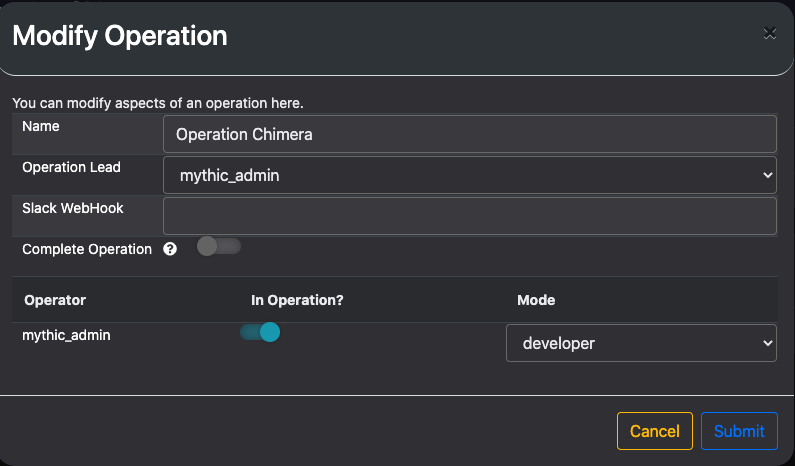 Modify Operation
You can modify aspects of an operation here.
Name Operation Chimera
Operation Lead mythic_admin
Slack WebHook
Complete Operation ?
Operator In Operation? Mode
mythic_admin developer
Cancel Submit